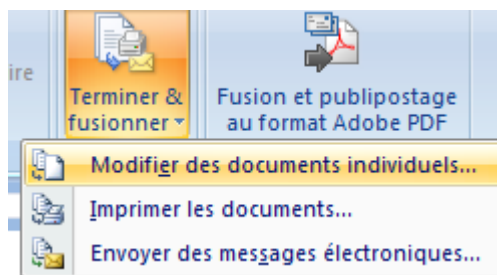 ire
Terminer &
fusionner
Fusion et publipostage
au format Adobe PDF
Modifier des documents individuels...
Imprimer les documents...
Envoyer des messages électroniques...